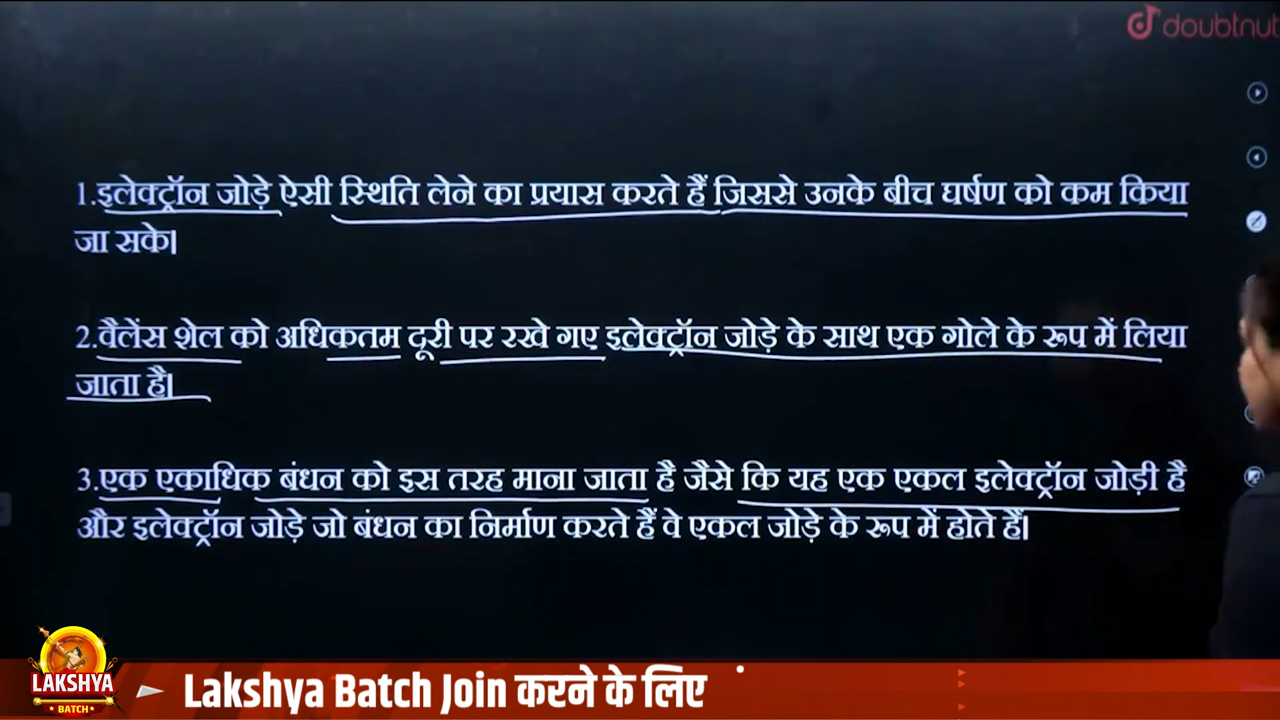 doubtnut
1.इलेक्ट्रॉन जोड़े ऐसी स्थिति लेने का प्रयास करते हैं जिससे उनके बीच घर्षण को कम किया
जा सके।
2.वैलेंस शेल को अधिकतम दूरी पर रखे गए इलेक्ट्रॉन जोड़े के साथ एक गोले के रूप में लिया
जाता है।
3.एक एकाधिक बंधन को इस तरह माना जाता है जैसे कि यह एक एकल इलेक्ट्रॉन जोड़ी है
और इलेक्ट्रॉन जोड़े जो बंधन का निर्माण करते हैं वे एकल जोड़े के रूप में होते हैं।
LAKSHYA
BATCH
Lakshya Batch Join करने के लिए